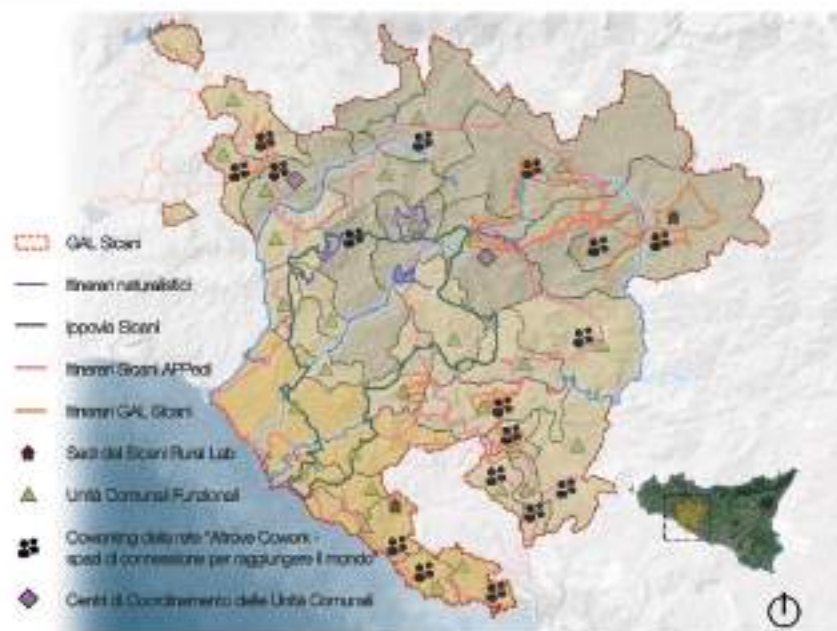 GAL Sicani
Itinerari naturalistici
Ippovia Sicani
Itinerari Sicani APPedi
Itinerari GAL Sicani
Sedi del Sicani Rural Lab
Unità Comunali Funzionali
Coworking della rete "Altrove Cowork -
spazi di connessione per raggiungere il mondo"
Centri di Coordinamento delle Unità Comunali